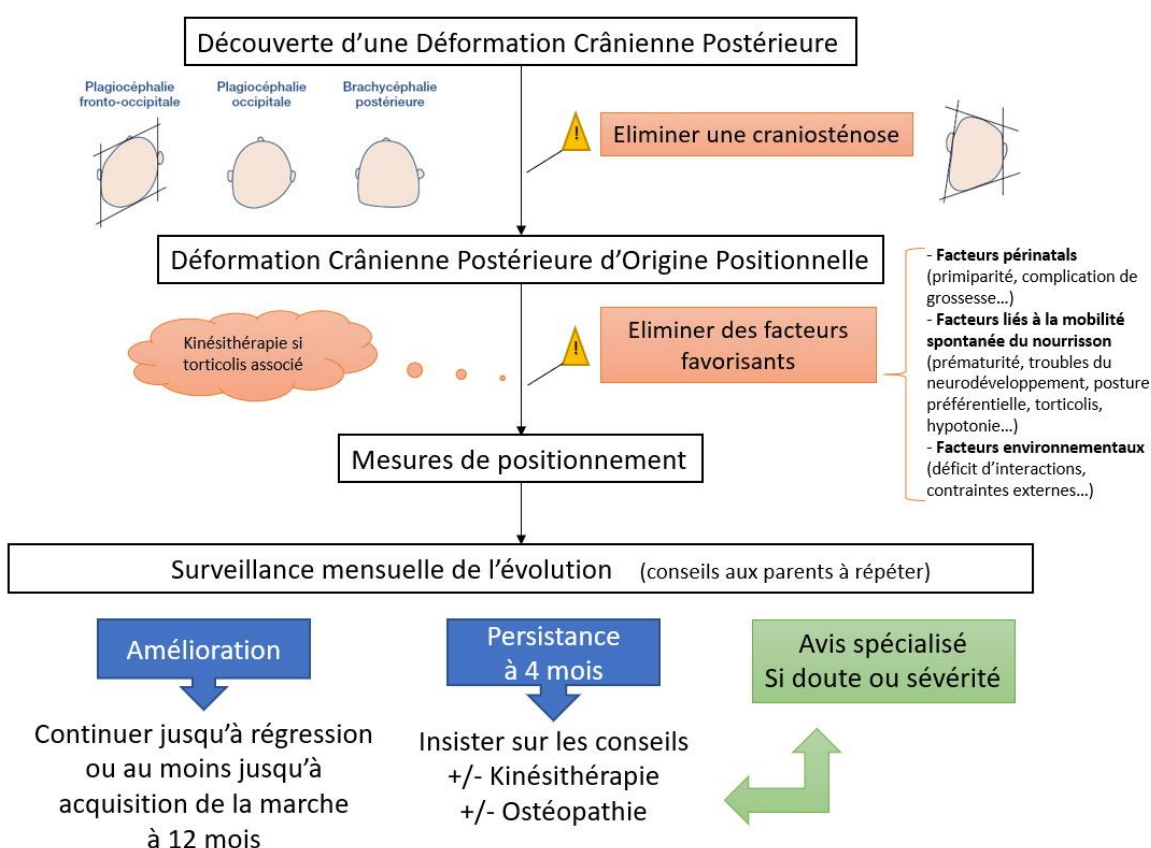 Découverte d’une Déformation Crânienne Postérieure
Plagiocéphalie
fronto-occipitale
Plagiocéphalie
occipitale
Brachycéphalie
postérieure
!
Eliminer une craniosténose
Déformation Crânienne Postérieure d’Origine Positionnelle
Kinésithérapie si
torticolis associé
!
Eliminer des facteurs
favorisants
- Facteurs périnatals
(primiparité, complication de
grossesse…)
- Facteurs liés à la mobilité
spontanée du nourrisson
(prématurité, troubles du
neurodéveloppement, posture
préférentielle, torticolis,
hypotonie…)
- Facteurs environnementaux
(déficit d’interactions,
contraintes externes…)
Mesures de positionnement
Surveillance mensuelle de l’évolution (conseils aux parents à répéter)
Amélioration
Continuer jusqu’à régression
ou au moins jusqu’à
acquisition de la marche
à 12 mois
Persistance
à 4 mois
Insister sur les conseils
+/- Kinésithérapie
+/- Ostéopathie
Avis spécialisé
Si doute ou sévérité